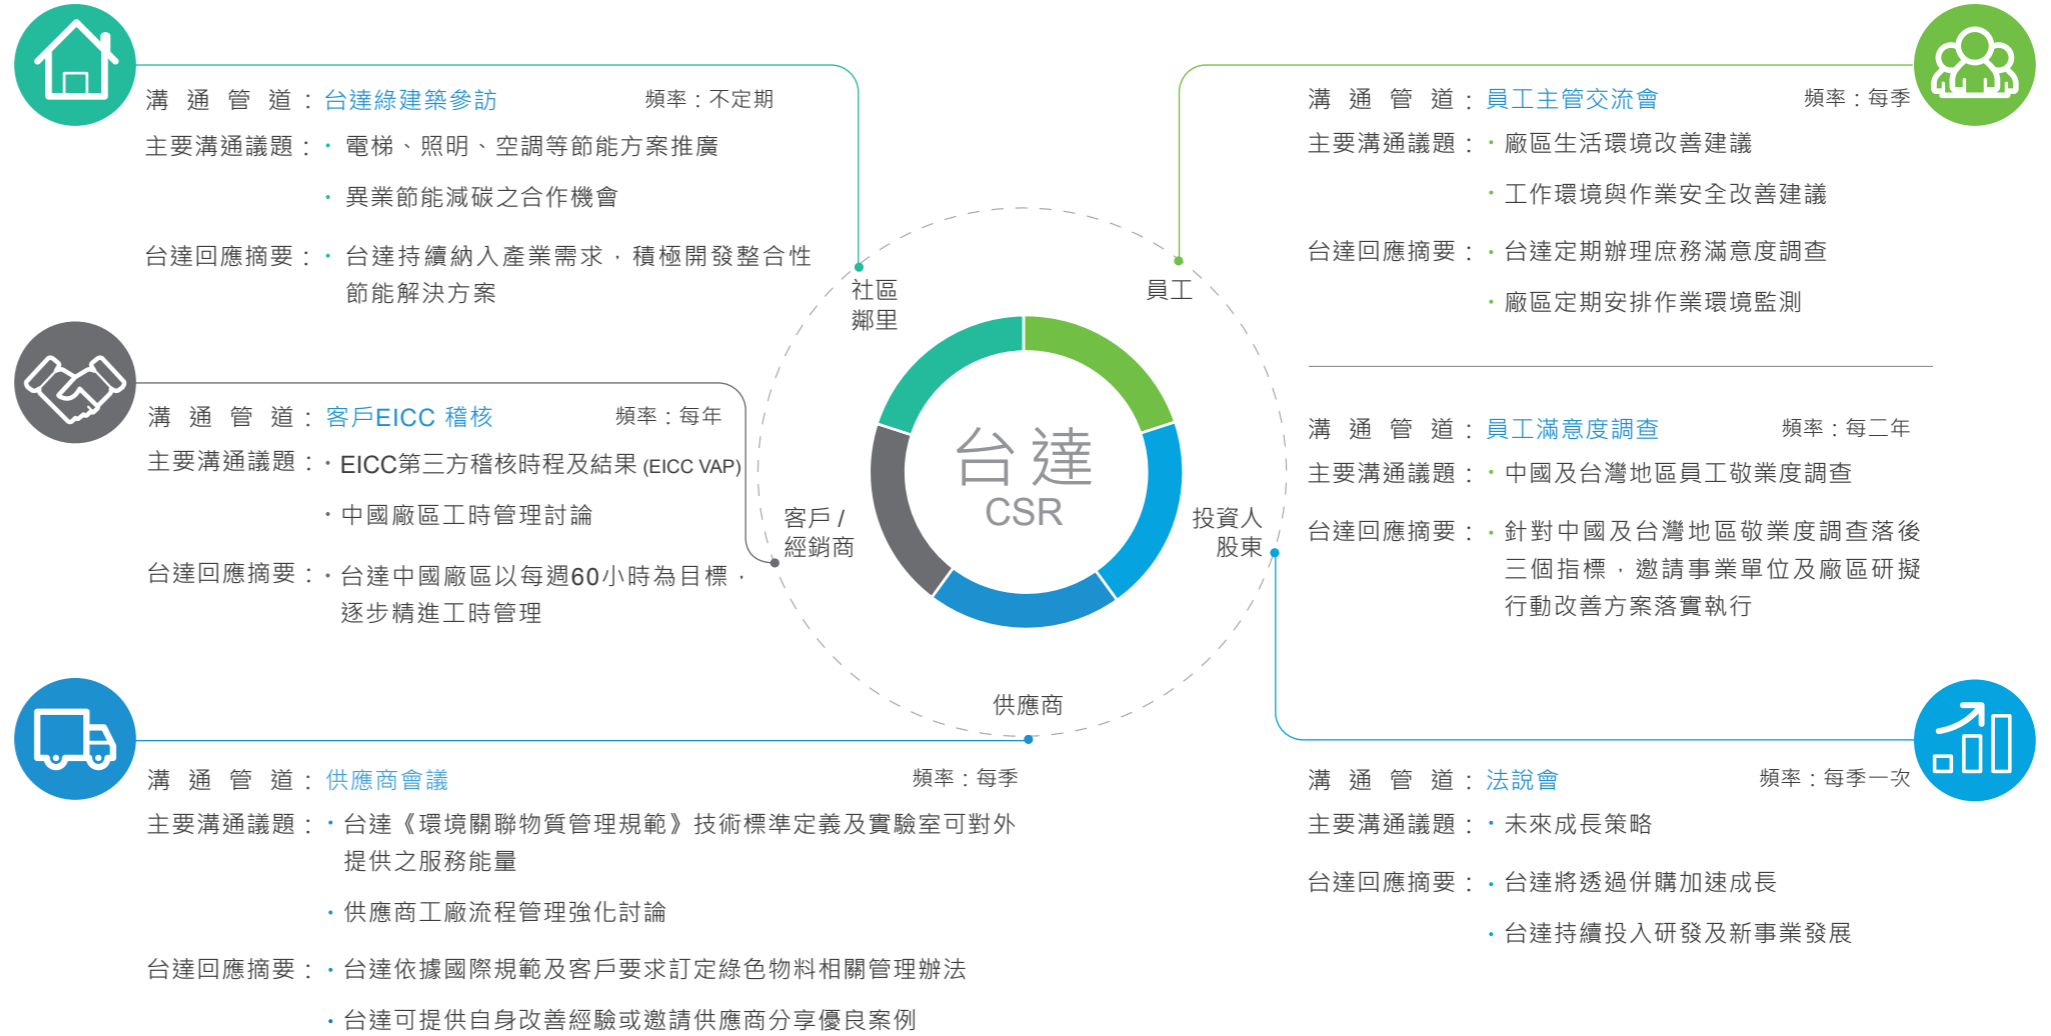 溝通管道：台達綠建築參訪 頻率：不定期
主要溝通議題：· 電梯、照明、空調等節能方案推廣
· 異業節能減碳之合作機會
台達回應摘要：· 台達持續納入產業需求，積極開發整合性
節能解決方案
溝通管道：客戶EICC 稽核 頻率：每年
主要溝通議題：· EICC第三方稽核時程及結果 (EICC VAP)
· 中國廠區工時管理討論
台達回應摘要：· 台達中國廠區以每週60小時為目標，
逐步精進工時管理
溝通管道：供應商會議 頻率：每季
主要溝通議題：· 台達《環境關聯物質管理規範》技術標準定義及實驗室可對外
提供之服務能量
· 供應商工廠流程管理強化討論
台達回應摘要：· 台達依據國際規範及客戶要求訂定綠色物料相關管理辦法
· 台達可提供自身改善經驗或邀請供應商分享優良案例
社區
鄰里
員工
台達
CSR
客戶 /
經銷商
投資人
股東
供應商
溝通管道：員工主管交流會 頻率：每季
主要溝通議題：· 廠區生活環境改善建議
· 工作環境與作業安全改善建議
台達回應摘要：· 台達定期辦理庶務滿意度調查
· 廠區定期安排作業環境監測
溝通管道：員工滿意度調查 頻率：每二年
主要溝通議題：· 中國及台灣地區員工敬業度調查
台達回應摘要：· 針對中國及台灣地區敬業度調查落後
三個指標，邀請事業單位及廠區研擬
行動改善方案落實執行
溝通管道：法說會 頻率：每季一次
主要溝通議題：· 未來成長策略
台達回應摘要：· 台達將透過併購加速成長
· 台達持續投入研發及新事業發展